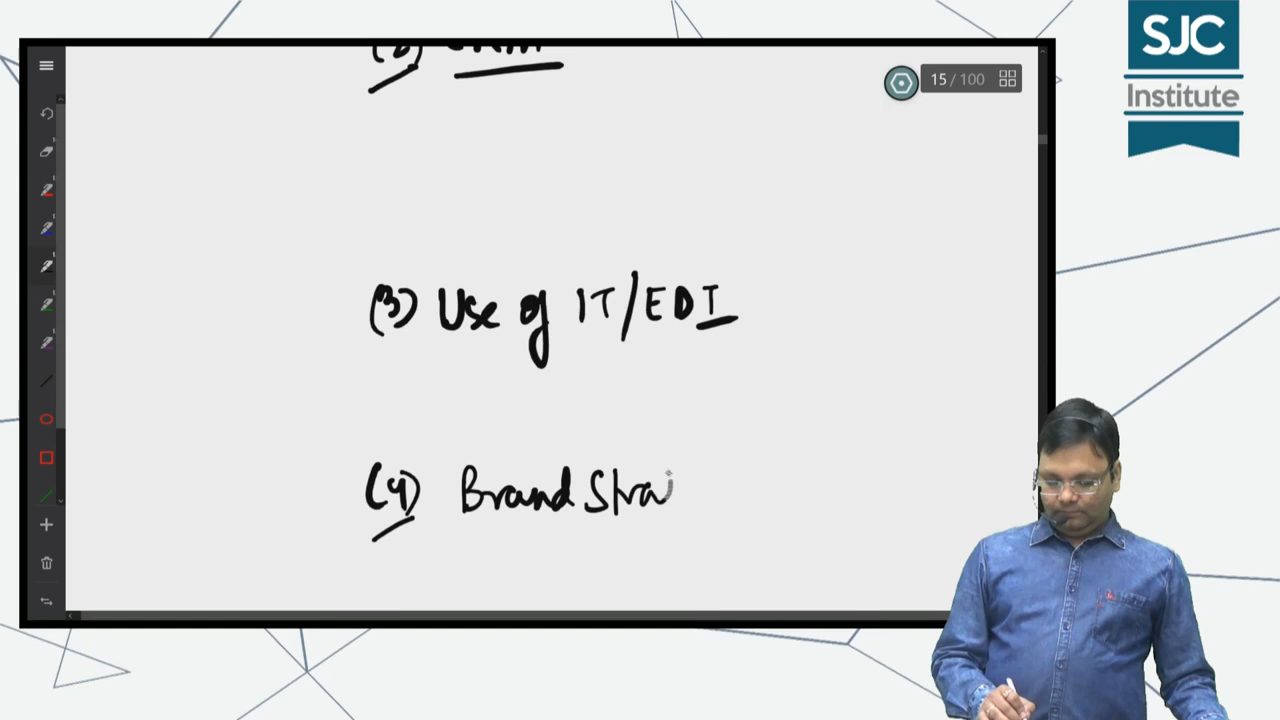 SJC
Institute
15 / 100
(3) Use of IT/EDI
(4) Brand Stra